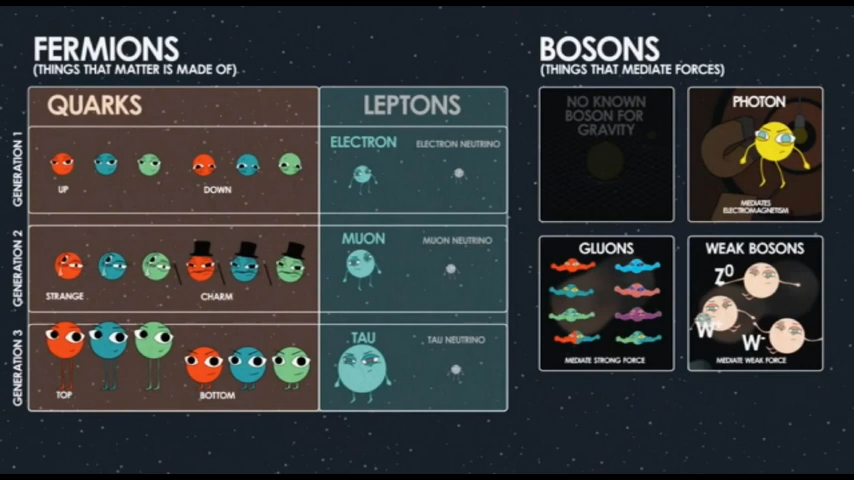 FERMIONS
(THINGS THAT MATTER IS MADE OF)
QUARKS
LEPTONS
GENERATION 1
UP
DOWN
ELECTRON
ELECTRON NEUTRINO
GENERATION 2
STRANGE
CHARM
MUON
MUON NEUTRINO
GENERATION 3
TOP
BOTTOM
TAU
TAU NEUTRINO
BOSONS
(THINGS THAT MEDIATE FORCES)
NO KNOWN
BOSON FOR
GRAVITY
PHOTON
MEDIATES
ELECTROMAGNETISM
GLUONS
MEDIATE STRONG FORCE
WEAK BOSONS
Z⁰
W
W⁻
MEDIATE WEAK FORCE